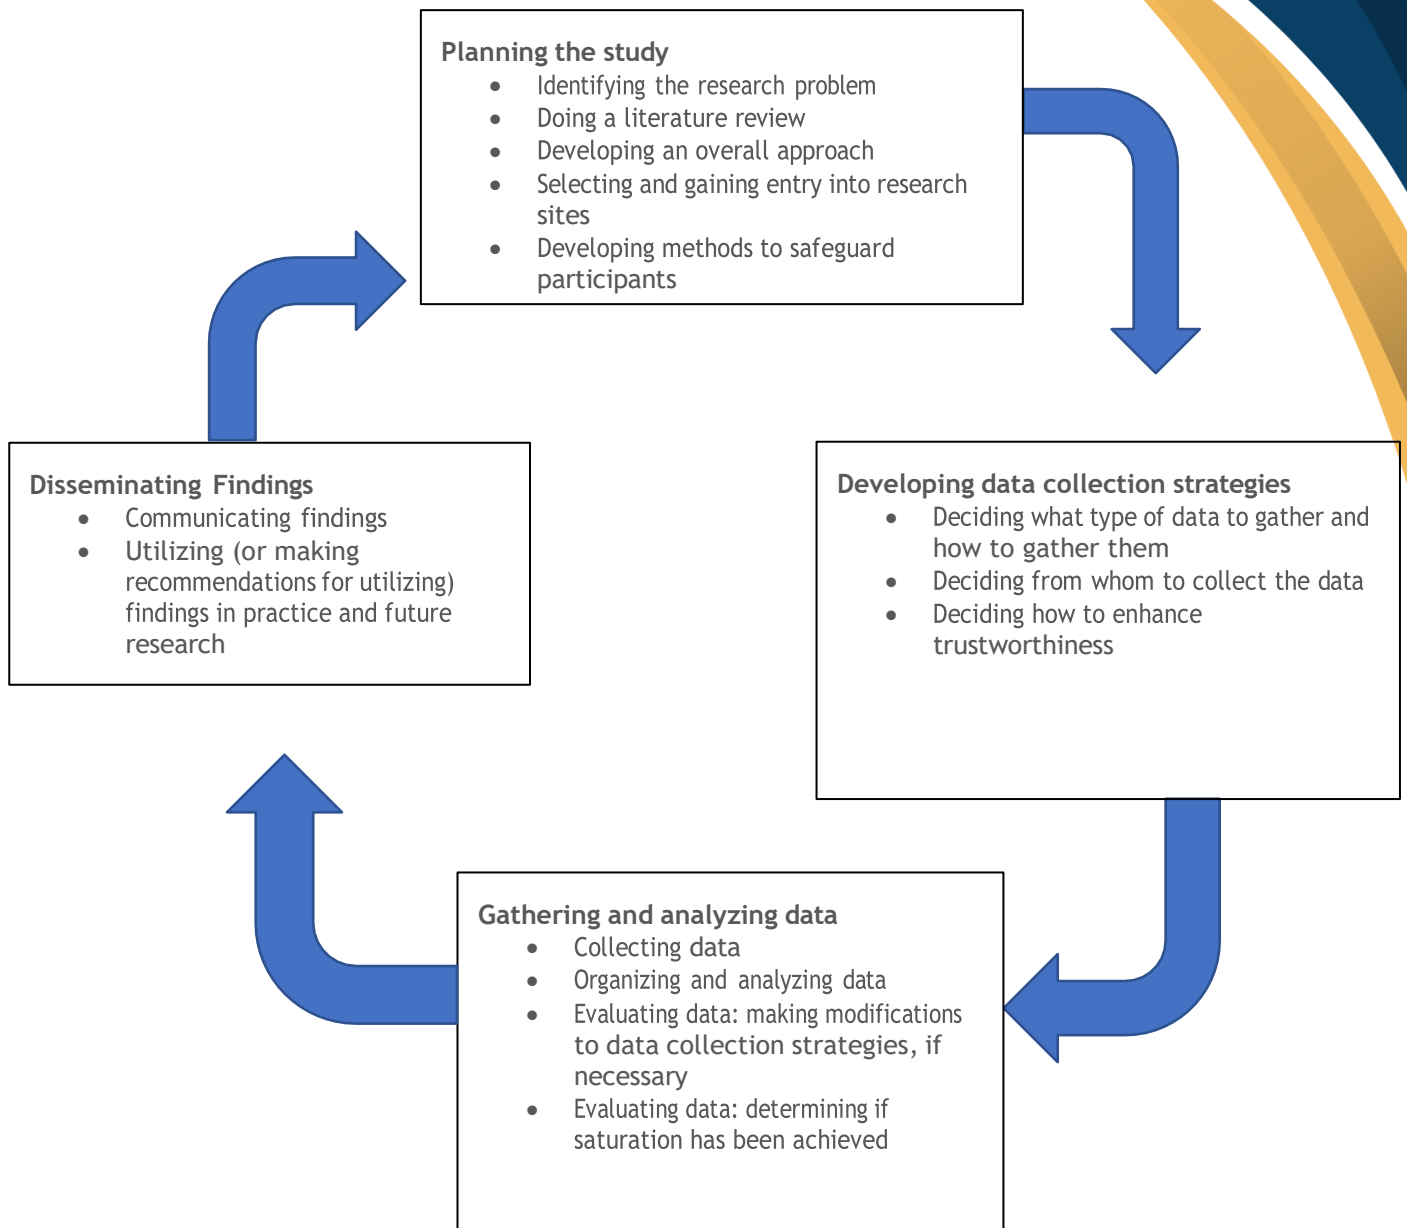 Planning the study
• Identifying the research problem
• Doing a literature review
• Developing an overall approach
• Selecting and gaining entry into research
sites
• Developing methods to safeguard
participants
Disseminating Findings
• Communicating findings
• Utilizing (or making
recommendations for utilizing)
findings in practice and future
research
Developing data collection strategies
• Deciding what type of data to gather and
how to gather them
• Deciding from whom to collect the data
• Deciding how to enhance
trustworthiness
Gathering and analyzing data
• Collecting data
• Organizing and analyzing data
• Evaluating data: making modifications
to data collection strategies, if
necessary
• Evaluating data: determining if
saturation has been achieved